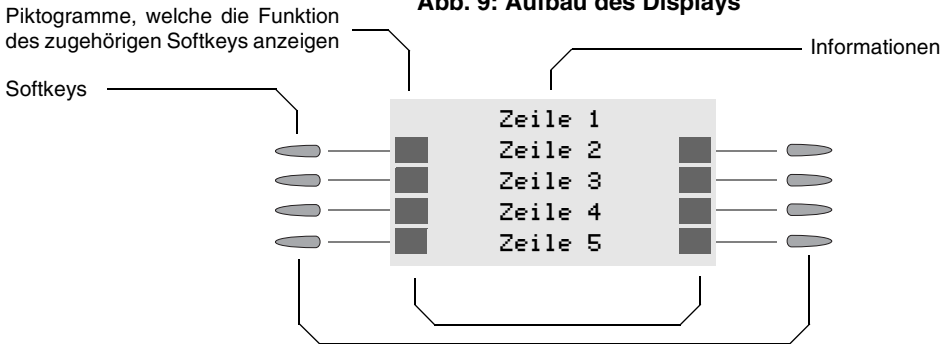 Abb. 9: Aufbau des Displays
Piktogramme, welche die Funktion
des zugehörigen Softkeys anzeigen
Informationen
Softkeys
Zeile 1
Zeile 2
Zeile 3
Zeile 4
Zeile 5